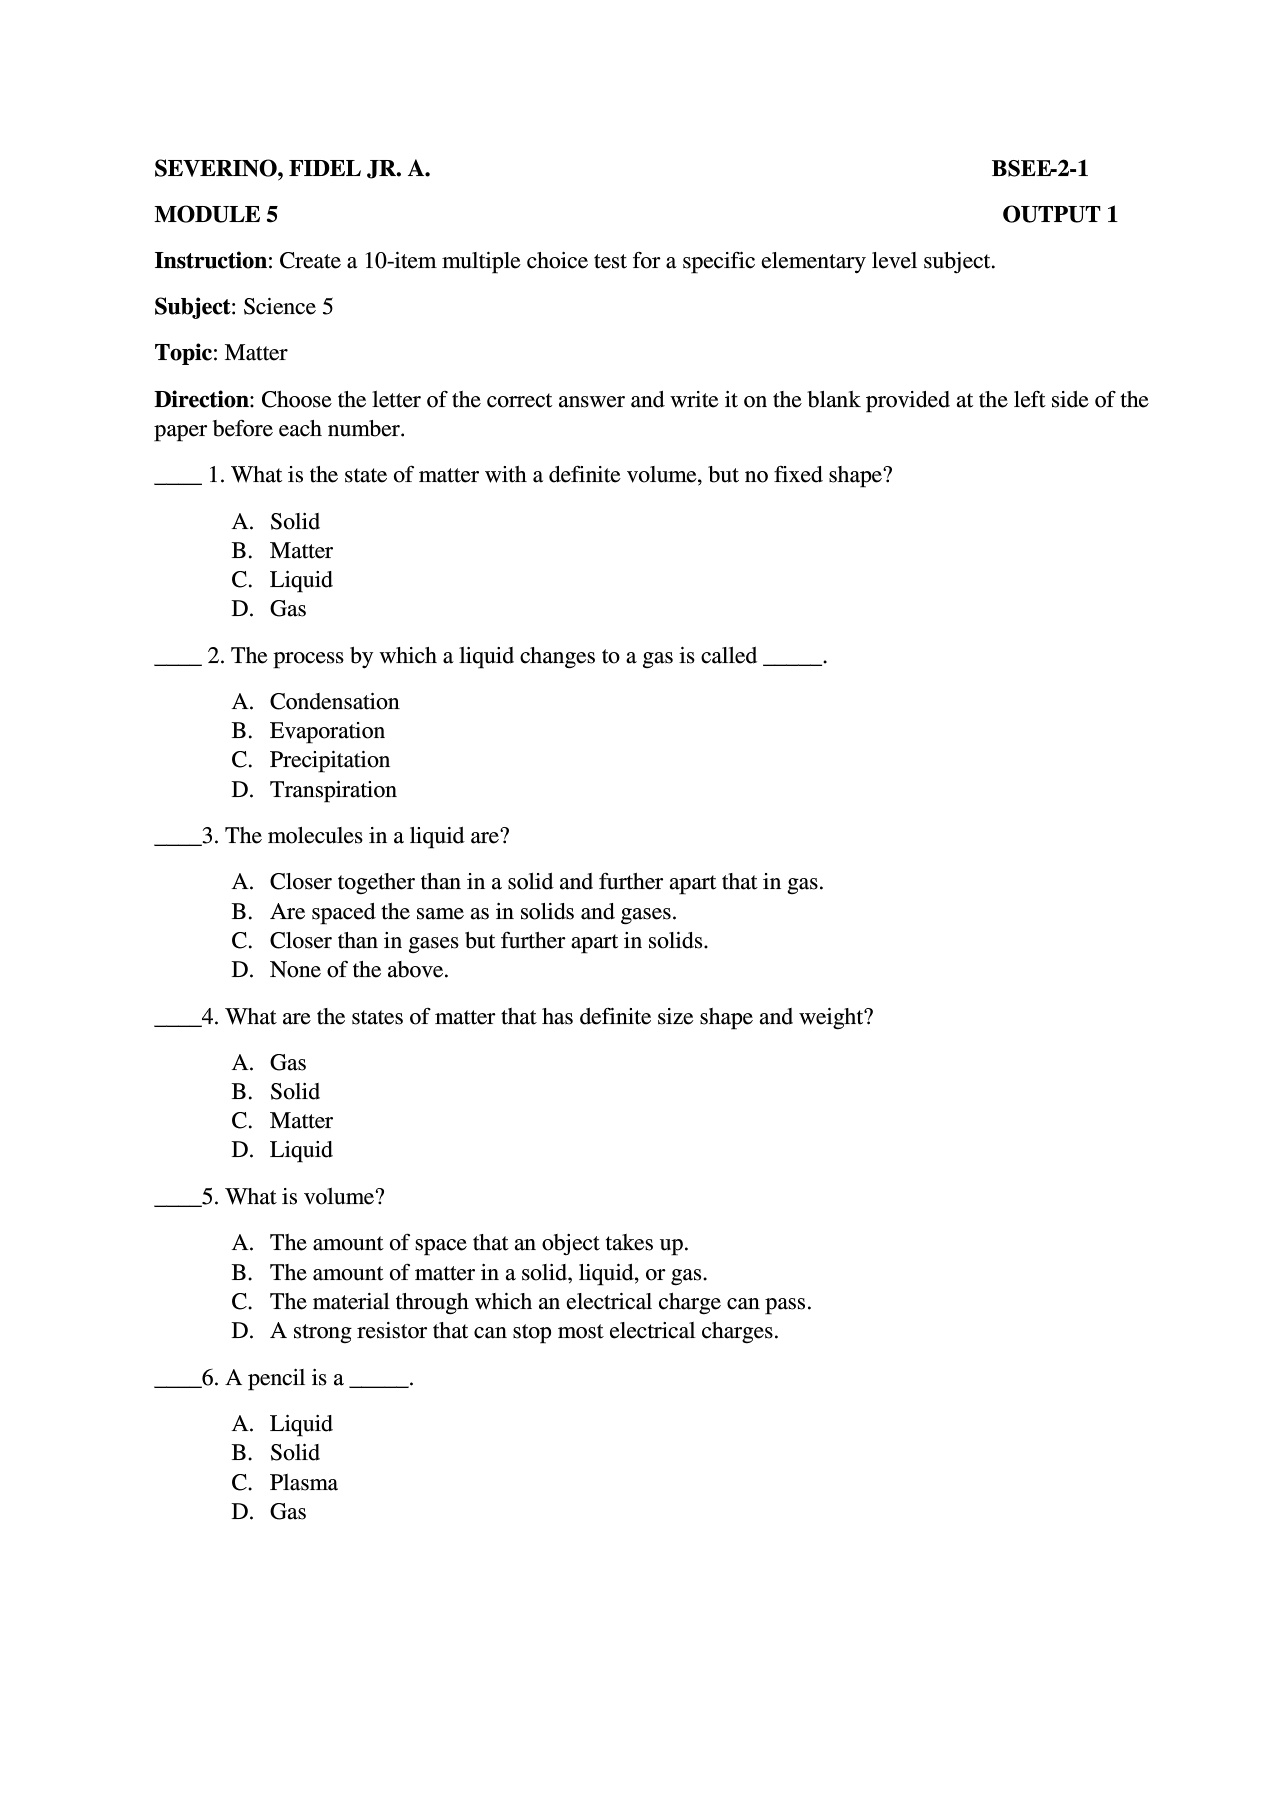 SEVERINO, FIDEL JR. A. BSEE-2-1
MODULE 5 OUTPUT 1
Instruction: Create a 10-item multiple choice test for a specific elementary level subject.
Subject: Science 5
Topic: Matter
Direction: Choose the letter of the correct answer and write it on the blank provided at the left side of the
paper before each number.
____ 1. What is the state of matter with a definite volume, but no fixed shape?
A. Solid
B. Matter
C. Liquid
D. Gas
____ 2. The process by which a liquid changes to a gas is called _____.
A. Condensation
B. Evaporation
C. Precipitation
D. Transpiration
____3. The molecules in a liquid are?
A. Closer together than in a solid and further apart that in gas.
B. Are spaced the same as in solids and gases.
C. Closer than in gases but further apart in solids.
D. None of the above.
____4. What are the states of matter that has definite size shape and weight?
A. Gas
B. Solid
C. Matter
D. Liquid
____5. What is volume?
A. The amount of space that an object takes up.
B. The amount of matter in a solid, liquid, or gas.
C. The material through which an electrical charge can pass.
D. A strong resistor that can stop most electrical charges.
____6. A pencil is a _____.
A. Liquid
B. Solid
C. Plasma
D. Gas